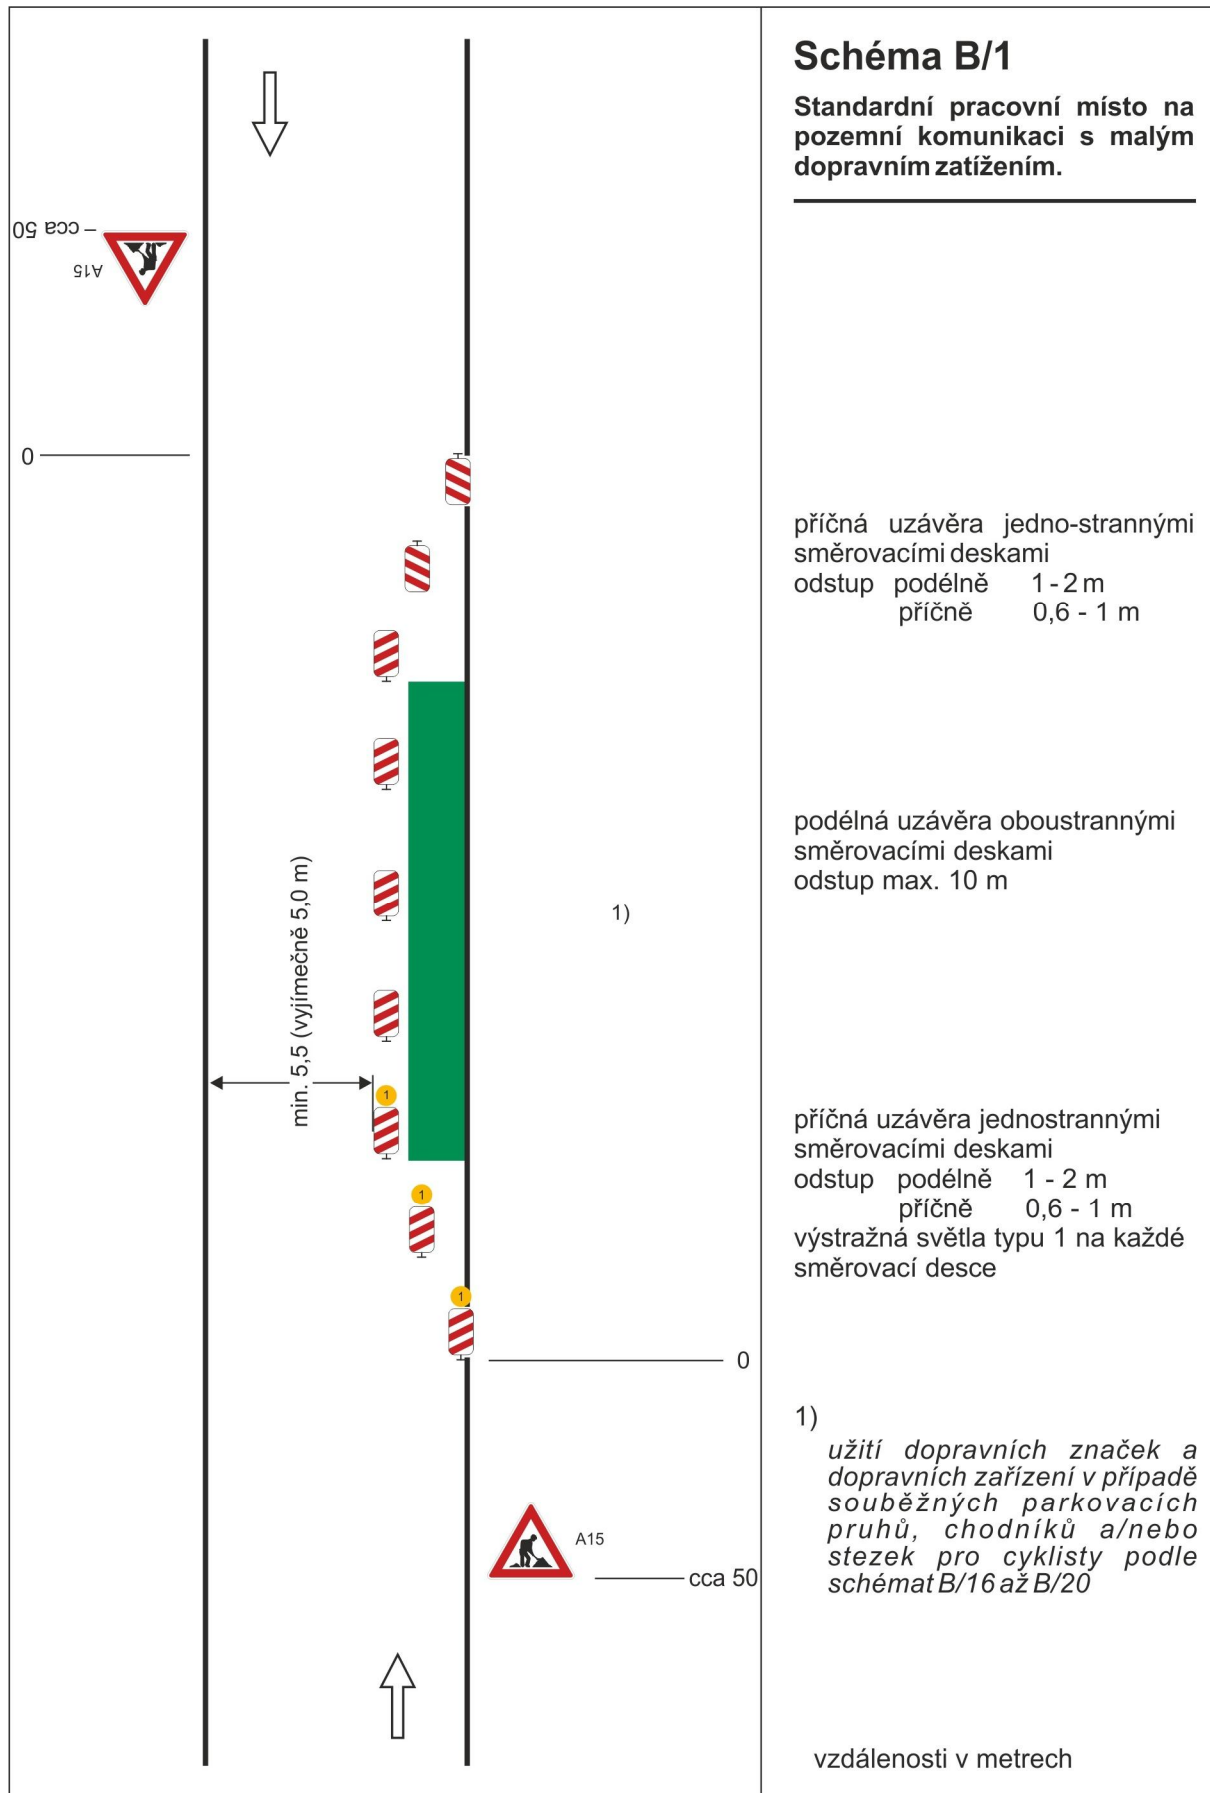 Schéma B/1
Standardní pracovní místo na
pozemní komunikaci s malým
dopravním zatížením.
– cca 50
A15
0
příčná uzávěra jedno-strannými
směrovacími deskami
odstup podélně 1 - 2 m
příčně 0,6 - 1 m
podélná uzávěra oboustrannými
směrovacími deskami
odstup max. 10 m
1)
min. 5,5 (vyjímečně 5,0 m)
1
1
1
příčná uzávěra jednostrannými
směrovacími deskami
odstup podélně 1 - 2 m
příčně 0,6 - 1 m
výstražná světla typu 1 na každé
směrovací desce
0
A15
cca 50
1)
užití dopravních značek a
dopravních zařízení v případě
souběžných parkovacích
pruhů, chodníků a/nebo
stezek pro cyklisty podle
schémat B/16 až B/20
vzdálenosti v metrech